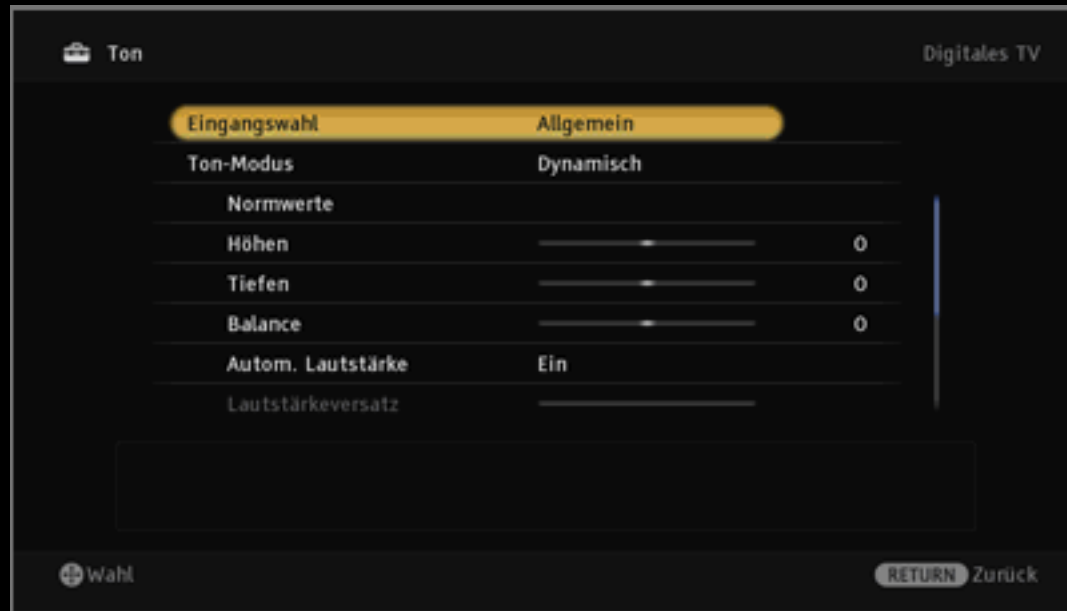 Ton
Digitales TV
Eingangswahl Allgemein
Ton-Modus Dynamisch
Normwerte
Höhen 0
Tiefen 0
Balance 0
Autom. Lautstärke Ein
Lautstärkeversatz
Wahl
RETURN Zurück